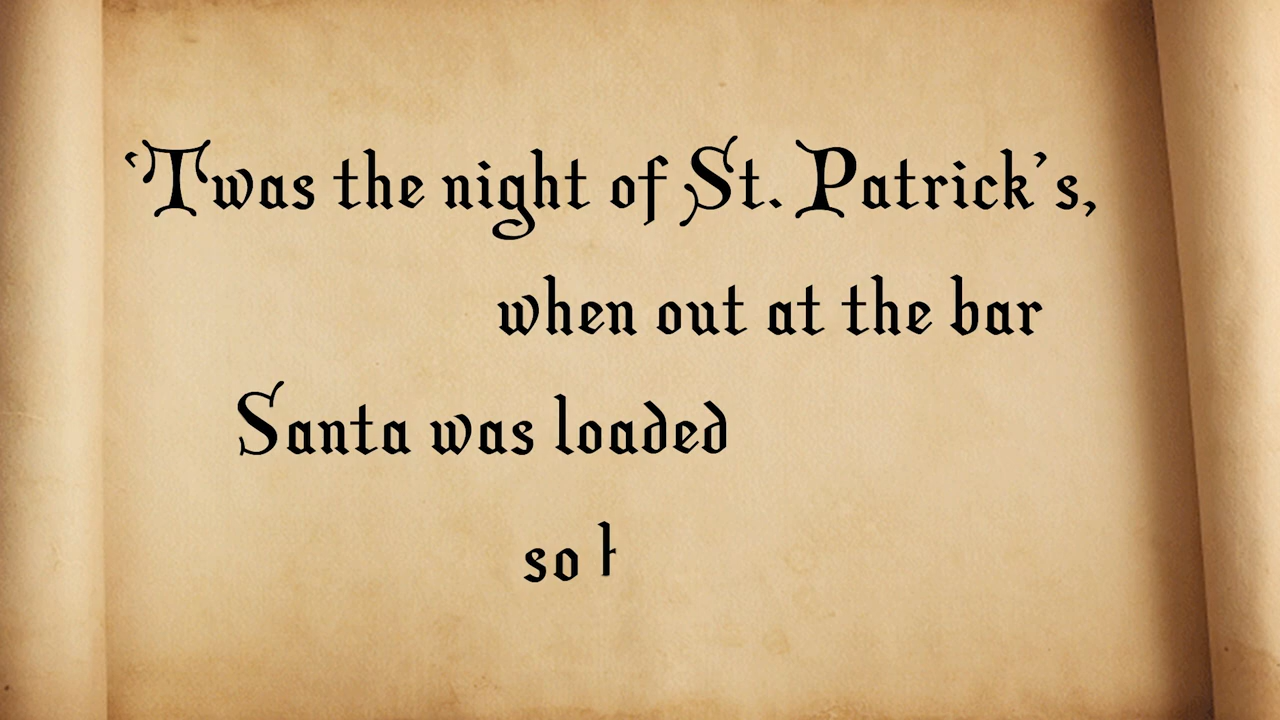 ‘Twas the night of St. Patrick’s,
when out at the bar
Santa was loaded
so